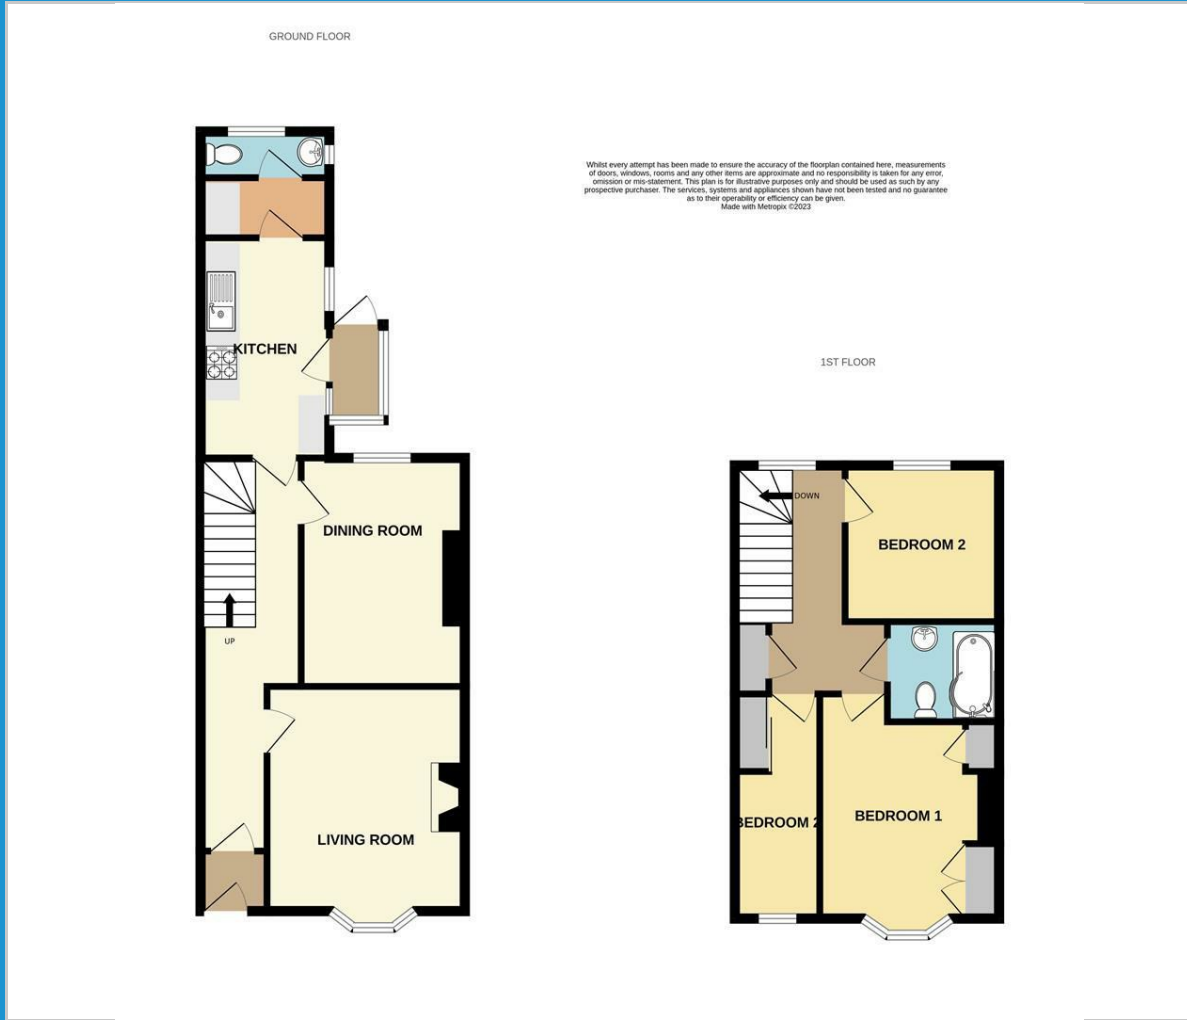 GROUND FLOOR
Whilst every attempt has been made to ensure the accuracy of the floorplan contained here, measurements
of doors, windows, rooms and any other items are approximate and no responsibility is taken for any error,
omission or mis-statement. This plan is for illustrative purposes only and should be used as such by any
prospective purchaser. The services, systems and appliances shown have not been tested and no guarantee
as to their operability or efficiency can be given.
Made with Metropix ©2023
KITCHEN
1ST FLOOR
DOWN
DINING ROOM
BEDROOM 2
UP
LIVING ROOM
BEDROOM 2
BEDROOM 1